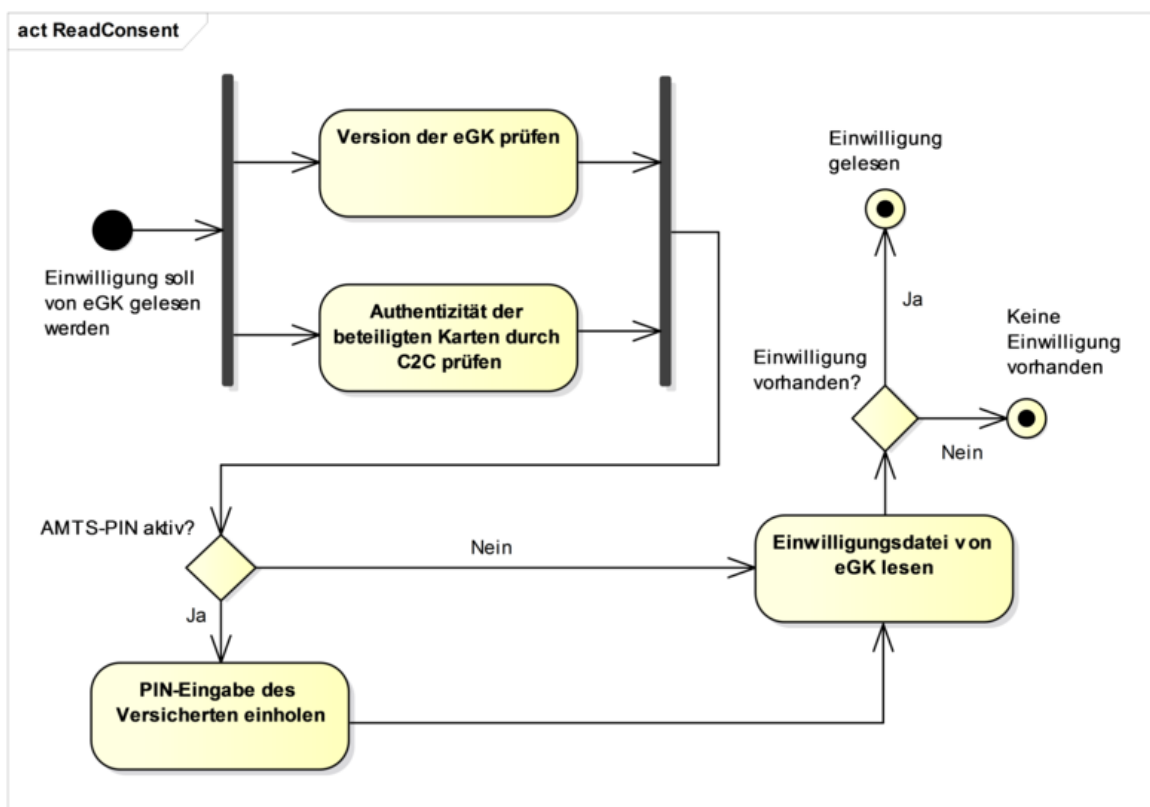 act ReadConsent
Version der eGK prüfen
Einwilligung
gelesen
Einwilligung soll
von eGK gelesen
werden
Authentizität der
beteiligten Karten durch
C2C prüfen
Ja
Keine
Einwilligung
vorhanden
Einwilligung
vorhanden?
Nein
AMTS-PIN aktiv?
Nein
Einwilligungsdatei von
eGK lesen
Ja
PIN-Eingabe des
Versicherten einholen